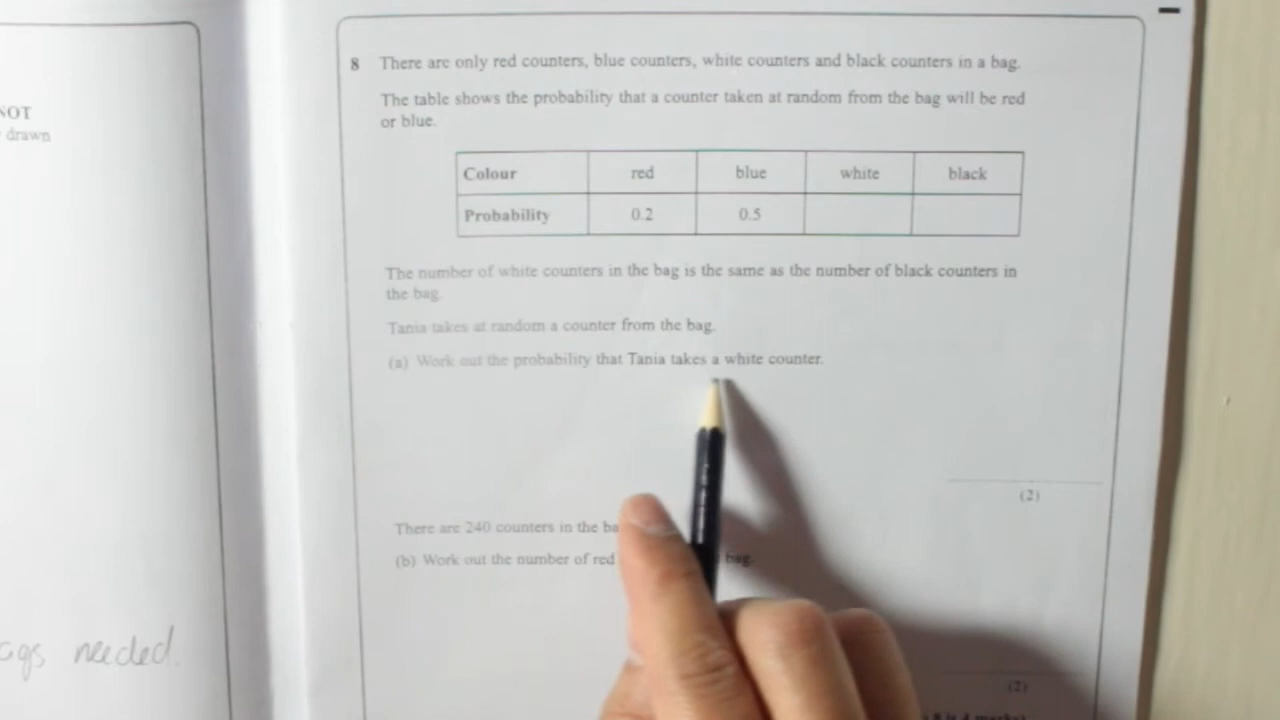 NOT
drawn
ags needed.
8 There are only red counters, blue counters, white counters and black counters in a bag.
The table shows the probability that a counter taken at random from the bag will be red
or blue.
Colour red blue white black
Probability 0.2 0.5
The number of white counters in the bag is the same as the number of black counters in
the bag.
Tania takes at random a counter from the bag.
(a) Work out the probability that Tania takes a white counter.
(2)
There are 240 counters in the ba
(b) Work out the number of red bag.
(2)